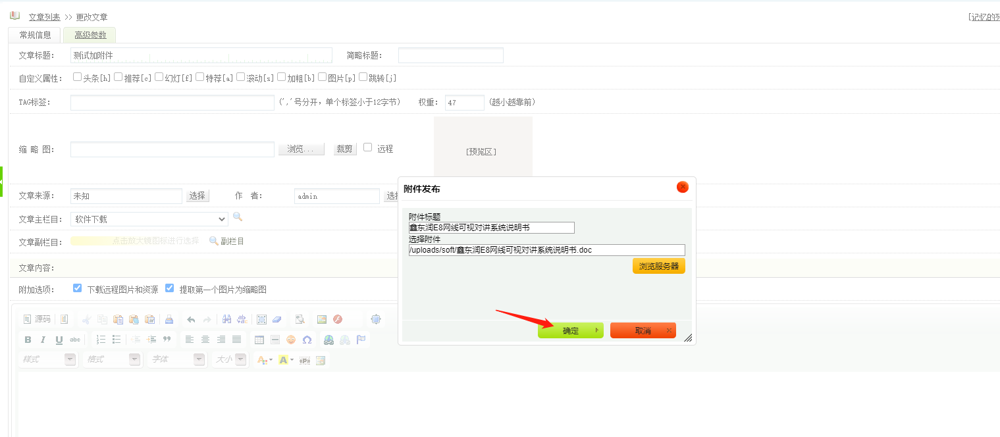 文章列表 >> 更改文章
[记忆的列
常规信息 高级参数
文章标题： 测试加附件 简略标题：
自定义属性： 头条[h] 推荐[c] 幻灯[f] 特荐[a] 滚动[s] 加粗[b] 图片[p] 跳转[j]
TAG标签： (','号分开，单个标签小于12字节) 权重： 47 (越小越靠前)
缩 略 图： 浏览... 裁剪 远程 [预览区]
文章来源： 未知 选择 作 者： admin 选择
文章主栏目： 软件下载
文章副栏目： 点击放大镜图标进行选择 副栏目
文章内容：
附加选项： 下载远程图片和资源 提取第一个图片为缩略图
源码
B I U abc
样式 格式 字体 大小 A A
附件发布
附件标题
鑫东润E8网线可视对讲系统说明书
选择附件
/uploads/soft/鑫东润E8网线可视对讲系统说明书.doc
浏览服务器
确定 取消